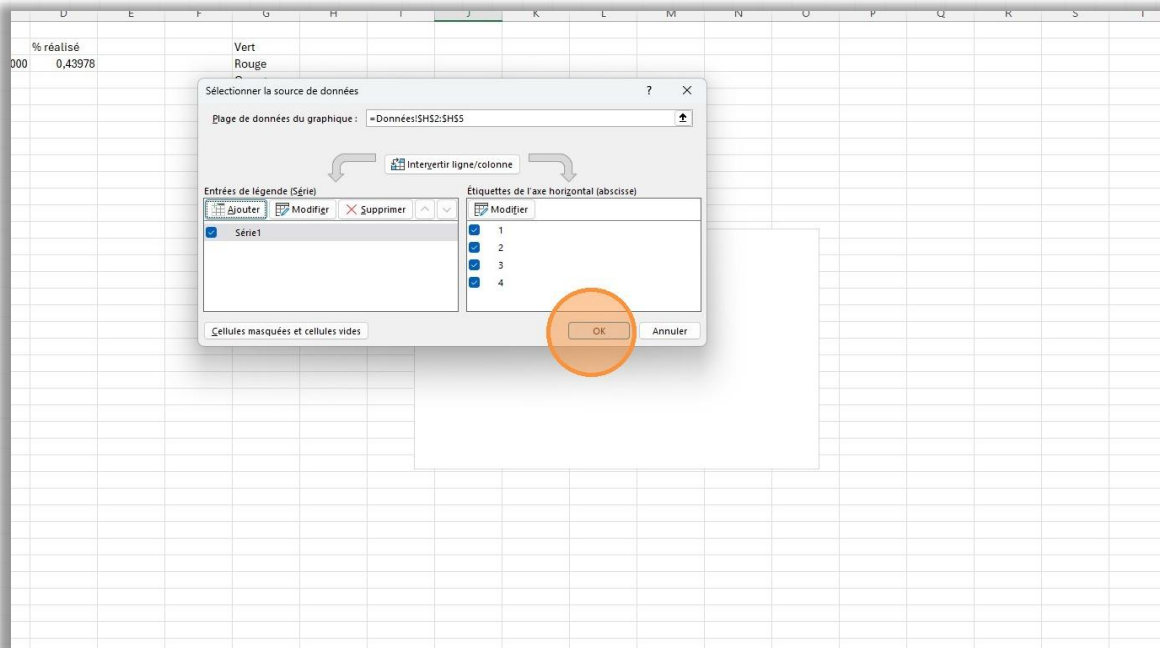 D E F G H I J K L M N O P Q R S T
% réalisé Vert
000 0,43978 Rouge
Sélectionner la source de données ?
Plage de données du graphique : =Données!$H$2:$H$5
Intervertir ligne/colonne
Entrées de légende (Série) Étiquettes de l'axe horizontal (abscisse)
Ajouter Modifier Supprimer Modifier
Série1 1
2
3
4
Cellules masquées et cellules vides OK Annuler